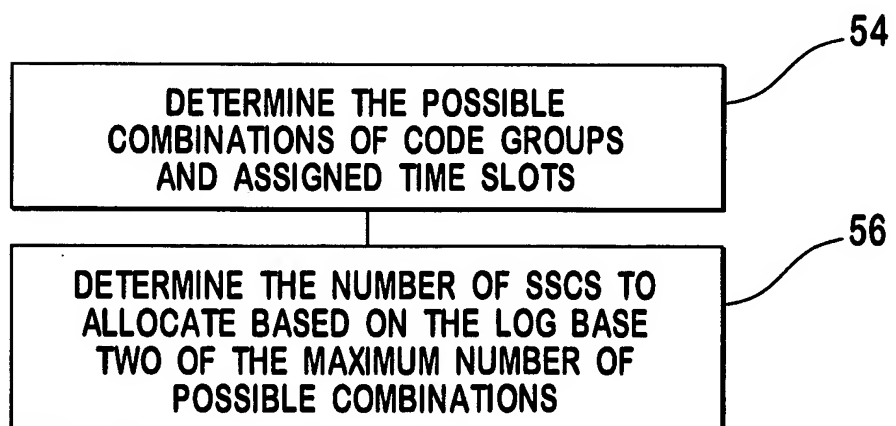 54
DETERMINE THE POSSIBLE
COMBINATIONS OF CODE GROUPS
AND ASSIGNED TIME SLOTS
56
DETERMINE THE NUMBER OF SSCS TO
ALLOCATE BASED ON THE LOG BASE
TWO OF THE MAXIMUM NUMBER OF
POSSIBLE COMBINATIONS